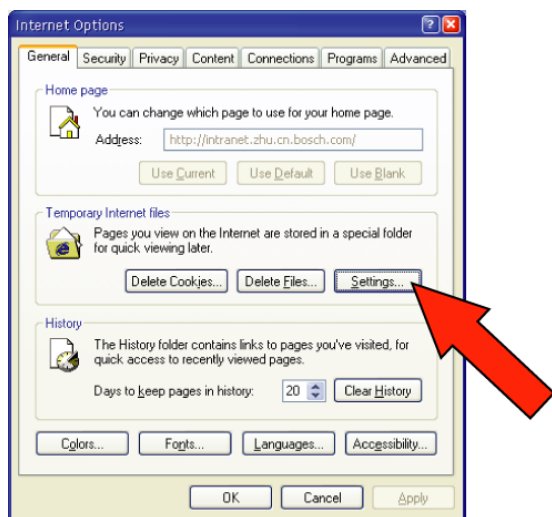 Internet Options
General Security Privacy Content Connections Programs Advanced
Home page
You can change which page to use for your home page.
Address: http://intranet.zhu.cn.bosch.com/
Use Current Use Default Use Blank
Temporary Internet files
Pages you view on the Internet are stored in a special folder
for quick viewing later.
Delete Cookies... Delete Files... Settings...
History
The History folder contains links to pages you've visited, for
quick access to recently viewed pages.
Days to keep pages in history: 20 Clear History
Colors... Fonts... Languages... Accessibility...
OK Cancel Apply